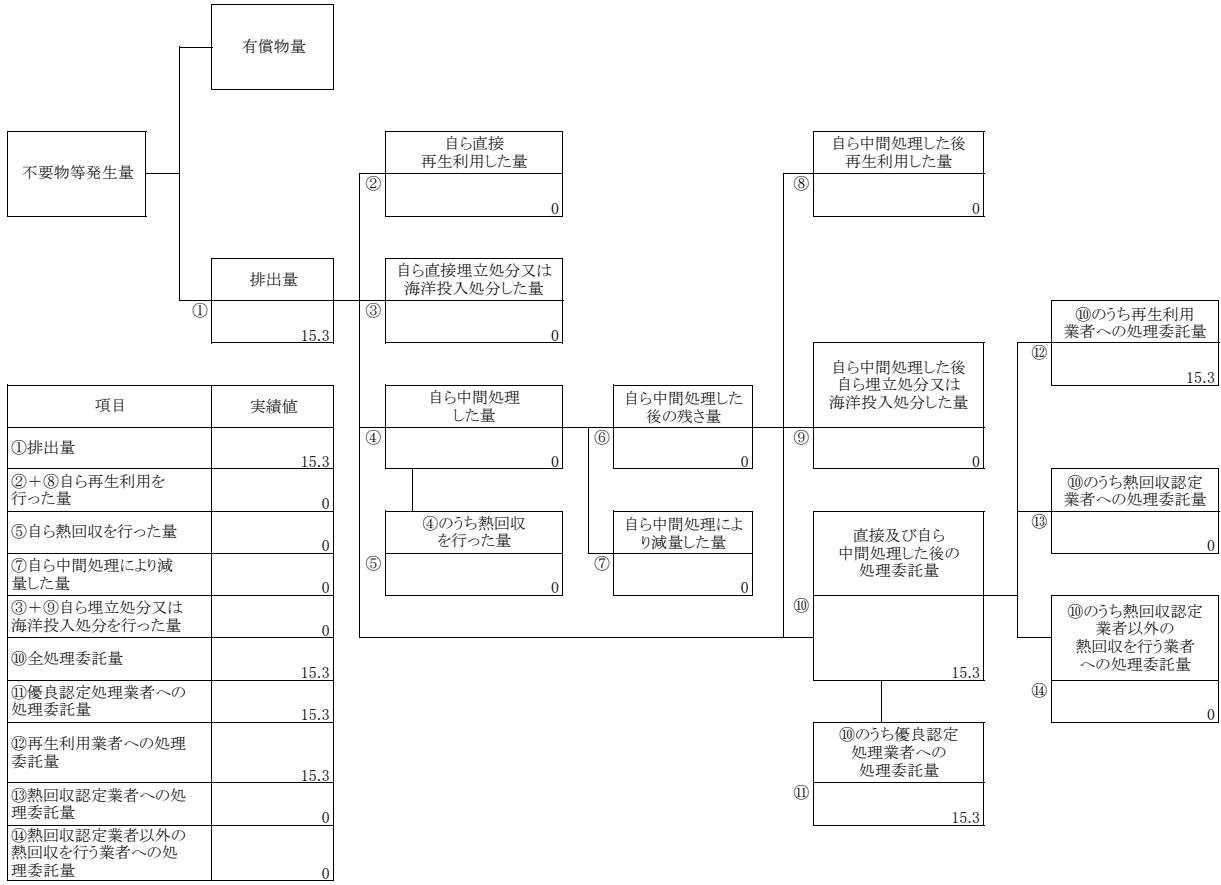 有償物量
不要物等発生量
自ら直接
再生利用した量
②
0
自ら中間処理した後
再生利用した量
⑧
0
排出量
①
15.3
自ら直接埋立処分又は
海洋投入処分した量
③
0
自ら中間処理
した量
④
0
自ら中間処理した
後の残さ量
⑥
0
自ら中間処理した後
自ら埋立処分又は
海洋投入処分した量
⑨
0
⑩のうち再生利用
業者への処理委託量
⑫
15.3
④のうち熱回収
を行った量
⑤
0
自ら中間処理によ
り減量した量
⑦
0
直接及び自ら
中間処理した後の
処理委託量
⑩
15.3
⑩のうち熱回収認定
業者への処理委託量
⑬
0
⑩のうち熱回収認定
業者以外の
熱回収を行う業者
への処理委託量
⑭
0
⑩のうち優良認定
処理業者への
処理委託量
⑪
15.3
項目 実績値
①排出量
15.3
②＋⑧自ら再生利用を
行った量
0
⑤自ら熱回収を行った量
0
⑦自ら中間処理により減
量した量
0
③＋⑨自ら埋立処分又は
海洋投入処分を行った量
0
⑩全処理委託量
15.3
⑪優良認定処理業者への
処理委託量
15.3
⑫再生利用業者への処理
委託量
15.3
⑬熱回収認定業者への処
理委託量
0
⑭熱回収認定業者以外の
熱回収を行う業者への処
理委託量
0